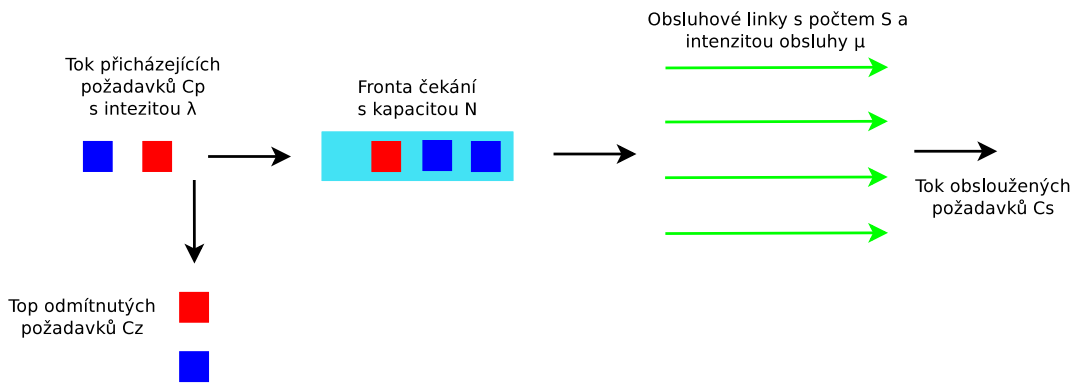 Tok přicházejících
požadavků Cp
s intezitou λ
Fronta čekání
s kapacitou N
Obsluhové linky s počtem S a
intenzitou obsluhy μ
Tok obsloužených
požadavků Cs
Top odmítnutých
požadavků Cz